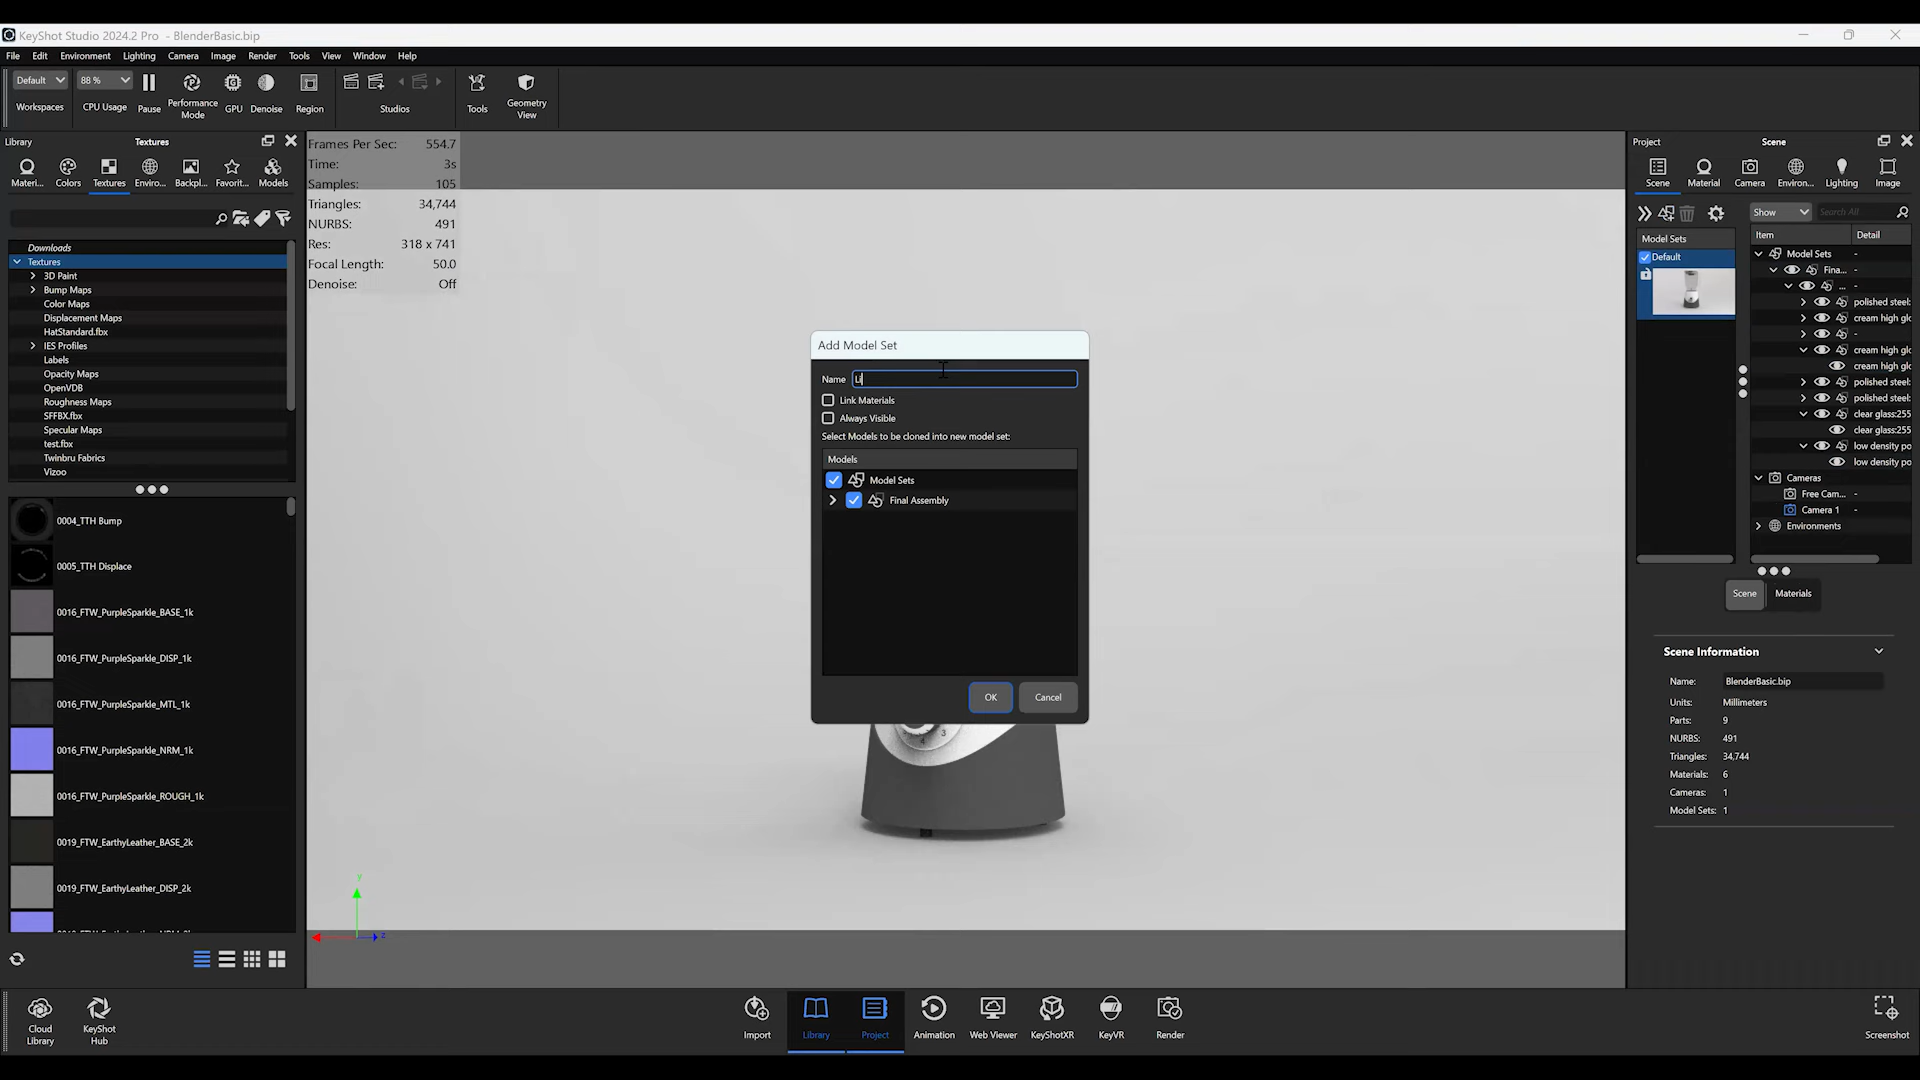 KeyShot Studio 2024.2 Pro - BlenderBasic.bip
File Edit Environment Lighting Camera Image Render Tools View Window Help
Default 88 %
Workspaces CPU Usage Pause Performance Mode GPU Denoise Region Studios Tools Geometry View
Library Textures
Materi... Colors Textures Enviro... Backpl... Favorit... Models
Downloads
Textures
3D Paint
Bump Maps
Color Maps
Displacement Maps
HatStandard.fbx
IES Profiles
Labels
Opacity Maps
OpenVDB
Roughness Maps
SFFBX.fbx
Specular Maps
test.fbx
Twinbru Fabrics
Vizoo
0004_TTH Bump
0005_TTH Displace
0016_FTW_PurpleSparkle_BASE_1k
0016_FTW_PurpleSparkle_DISP_1k
0016_FTW_PurpleSparkle_MTL_1k
0016_FTW_PurpleSparkle_NRM_1k
0016_FTW_PurpleSparkle_ROUGH_1k
0019_FTW_EarthyLeather_BASE_2k
0019_FTW_EarthyLeather_DISP_2k
Frames Per Sec: 554.7
Time: 3s
Samples: 105
Triangles: 34,744
NURBS: 491
Res: 318 x 741
Focal Length: 50.0
Denoise: Off
Add Model Set
Name Li
Link Materials
Always Visible
Select Models to be cloned into new model set:
Models
Model Sets
Final Assembly
OK Cancel
4 3
y
z
Project Scene
Scene Material Camera Environ... Lighting Image
Show Search All
Model Sets
Default
Item Detail
Model Sets -
Fina... -
... -
polished steel:
cream high glo
-
cream high glo
cream high glo
polished steel:
polished steel:
clear glass:255
clear glass:255
low density po
low density po
Cameras
Free Cam... -
Camera 1 -
Environments
Scene Materials
Scene Information
Name: BlenderBasic.bip
Units: Millimeters
Parts: 9
NURBS: 491
Triangles: 34,744
Materials: 6
Cameras: 1
Model Sets: 1
Cloud Library
KeyShot Hub
Import Library Project Animation Web Viewer KeyShotXR KeyVR Render
Screenshot